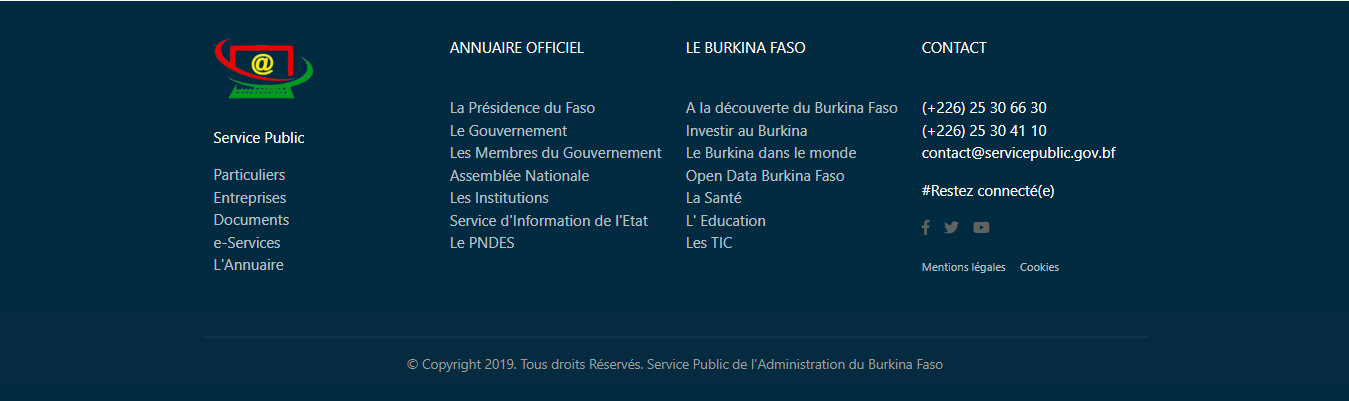 @
Service Public
Particuliers
Entreprises
Documents
e-Services
L'Annuaire
ANNUAIRE OFFICIEL
La Présidence du Faso
Le Gouvernement
Les Membres du Gouvernement
Assemblée Nationale
Les Institutions
Service d'Information de l'Etat
Le PNDES
LE BURKINA FASO
A la découverte du Burkina Faso
Investir au Burkina
Le Burkina dans le monde
Open Data Burkina Faso
La Santé
L' Education
Les TIC
CONTACT
(+226) 25 30 66 30
(+226) 25 30 41 10
contact@servicepublic.gov.bf
#Restez connecté(e)
Mentions légales Cookies
© Copyright 2019. Tous droits Réservés. Service Public de l'Administration du Burkina Faso